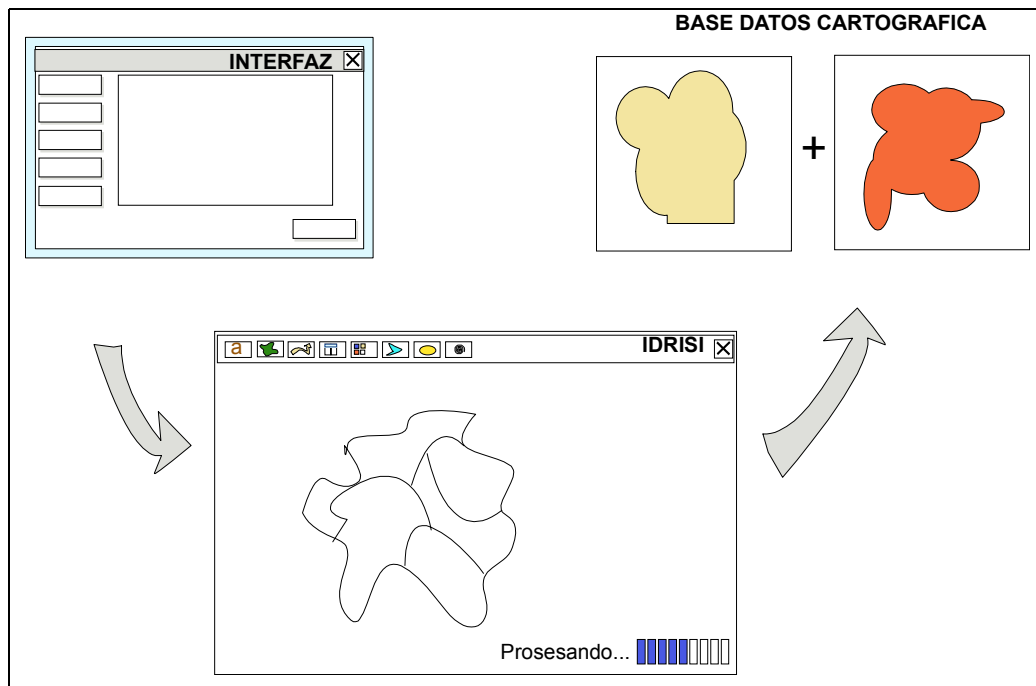 BASE DATOS CARTOGRAFICA
INTERFAZ
+
IDRISI
a
Prosesando...